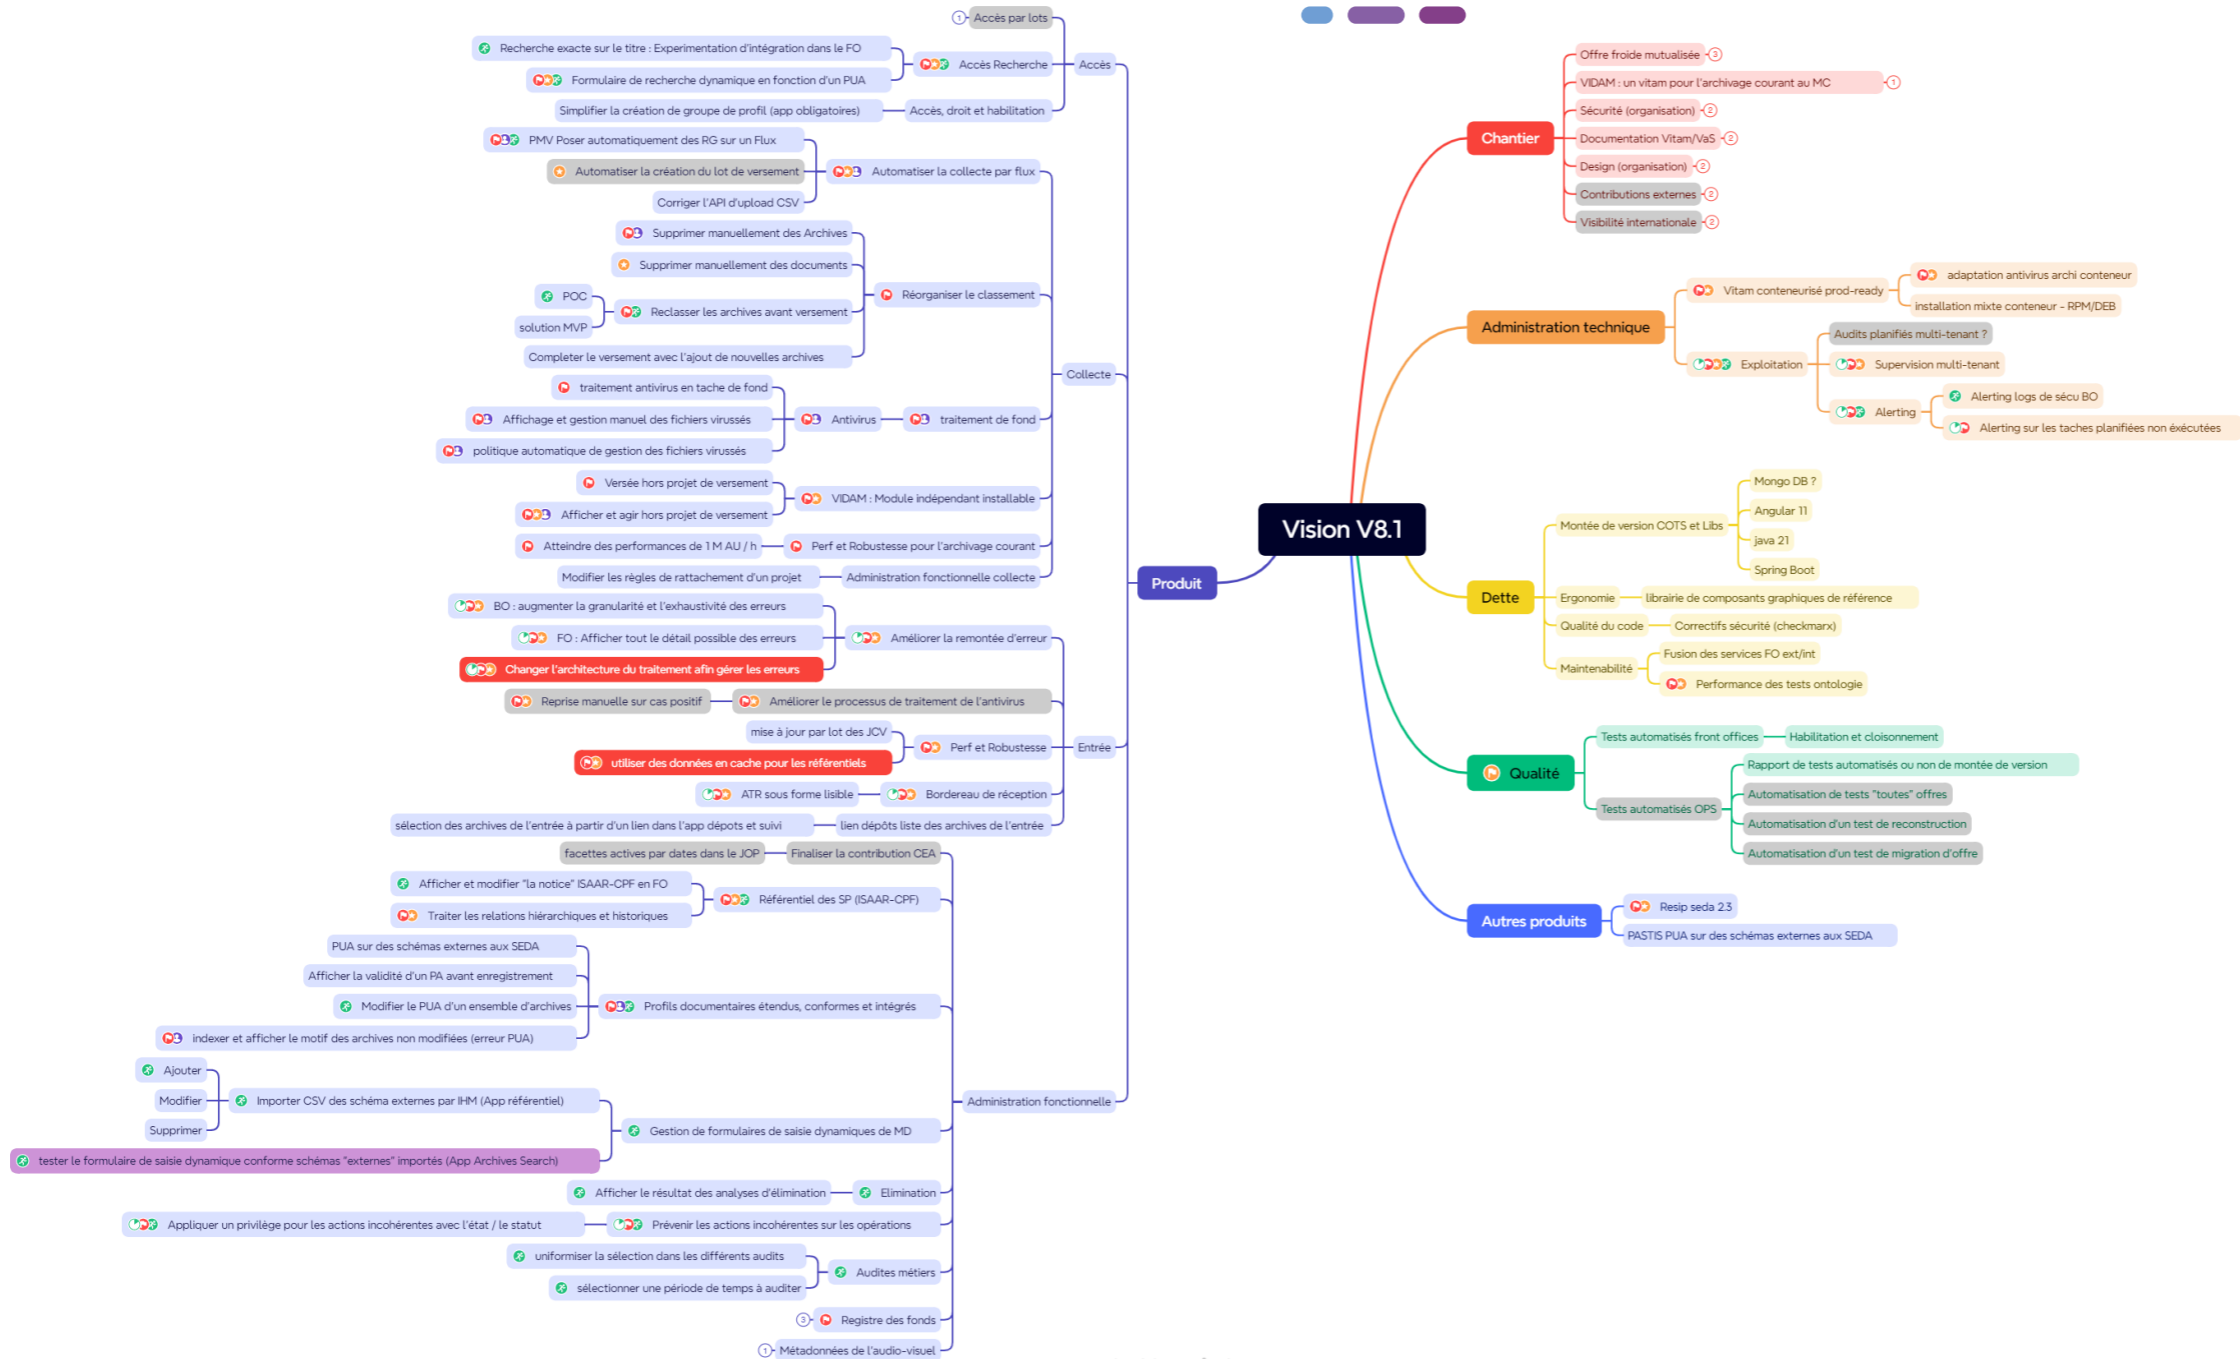 Vision V8.1
Produit
Accès
1
Accès par lots
Accès Recherche
Recherche exacte sur le titre : Experimentation d'intégration dans le FO
Formulaire de recherche dynamique en fonction d'un PUA
Accès, droit et habilitation
Simplifier la création de groupe de profil (app obligatoires)
Collecte
Automatiser la collecte par flux
PMV Poser automatiquement des RG sur un Flux
Automatiser la création du lot de versement
Corriger l'API d'upload CSV
Réorganiser le classement
Supprimer manuellement des Archives
Supprimer manuellement des documents
Reclasser les archives avant versement
POC
solution MVP
Completer le versement avec l'ajout de nouvelles archives
traitement de fond
Antivirus
traitement antivirus en tache de fond
Affichage et gestion manuel des fichiers virussés
politique automatique de gestion des fichiers virussés
VIDAM : Module indépendant installable
Versée hors projet de versement
Afficher et agir hors projet de versement
Perf et Robustesse pour l'archivage courant
Atteindre des performances de 1 M AU / h
Administration fonctionnelle collecte
Modifier les règles de rattachement d'un projet
Entrée
Améliorer la remontée d'erreur
BO : augmenter la granularité et l'exhaustivité des erreurs
FO : Afficher tout le détail possible des erreurs
Changer l'architecture du traitement afin gérer les erreurs
Améliorer le processus de traitement de l'antivirus
Reprise manuelle sur cas positif
Perf et Robustesse
mise à jour par lot des JCV
utiliser des données en cache pour les référentiels
Bordereau de réception
ATR sous forme lisible
lien dépôts liste des archives de l'entrée
sélection des archives de l'entrée à partir d'un lien dans l'app dépots et suivi
Administration fonctionnelle
Finaliser la contribution CEA
facettes actives par dates dans le JOP
Référentiel des SP (ISAAR-CPF)
Afficher et modifier "la notice" ISAAR-CPF en FO
Traiter les relations hiérarchiques et historiques
Profils documentaires étendus, conformes et intégrés
PUA sur des schémas externes aux SEDA
Afficher la validité d'un PA avant enregistrement
Modifier le PUA d'un ensemble d'archives
indexer et afficher le motif des archives non modifiées (erreur PUA)
Gestion de formulaires de saisie dynamiques de MD
Importer CSV des schéma externes par IHM (App référentiel)
Ajouter
Modifier
Supprimer
tester le formulaire de saisie dynamique conforme schémas "externes" importés (App Archives Search)
Elimination
Afficher le résultat des analyses d'élimination
Prévenir les actions incohérentes sur les opérations
Appliquer un privilège pour les actions incohérentes avec l'état / le statut
Audites métiers
uniformiser la sélection dans les différents audits
sélectionner une période de temps à auditer
3
Registre des fonds
1
Métadonnées de l'audio-visuel
Chantier
Offre froide mutualisée
3
VIDAM : un vitam pour l'archivage courant au MC
1
Sécurité (organisation)
2
Documentation Vitam/VaS
2
Design (organisation)
2
Contributions externes
2
Visibilité internationale
2
Administration technique
Vitam conteneurisé prod-ready
adaptation antivirus archi conteneur
installation mixte conteneur - RPM/DEB
Exploitation
Audits planifiés multi-tenant ?
Supervision multi-tenant
Alerting
Alerting logs de sécu BO
Alerting sur les taches planifiées non éxécutées
Dette
Montée de version COTS et Libs
Mongo DB ?
Angular 11
java 21
Spring Boot
Ergonomie
librairie de composants graphiques de référence
Qualité du code
Correctifs sécurité (checkmarx)
Maintenabilité
Fusion des services FO ext/int
Performance des tests ontologie
Qualité
Tests automatisés front offices
Habilitation et cloisonnement
Tests automatisés OPS
Rapport de tests automatisés ou non de montée de version
Automatisation de tests "toutes" offres
Automatisation d'un test de reconstruction
Automatisation d'un test de migration d'offre
Autres produits
Resip seda 2.3
PASTIS PUA sur des schémas externes aux SEDA